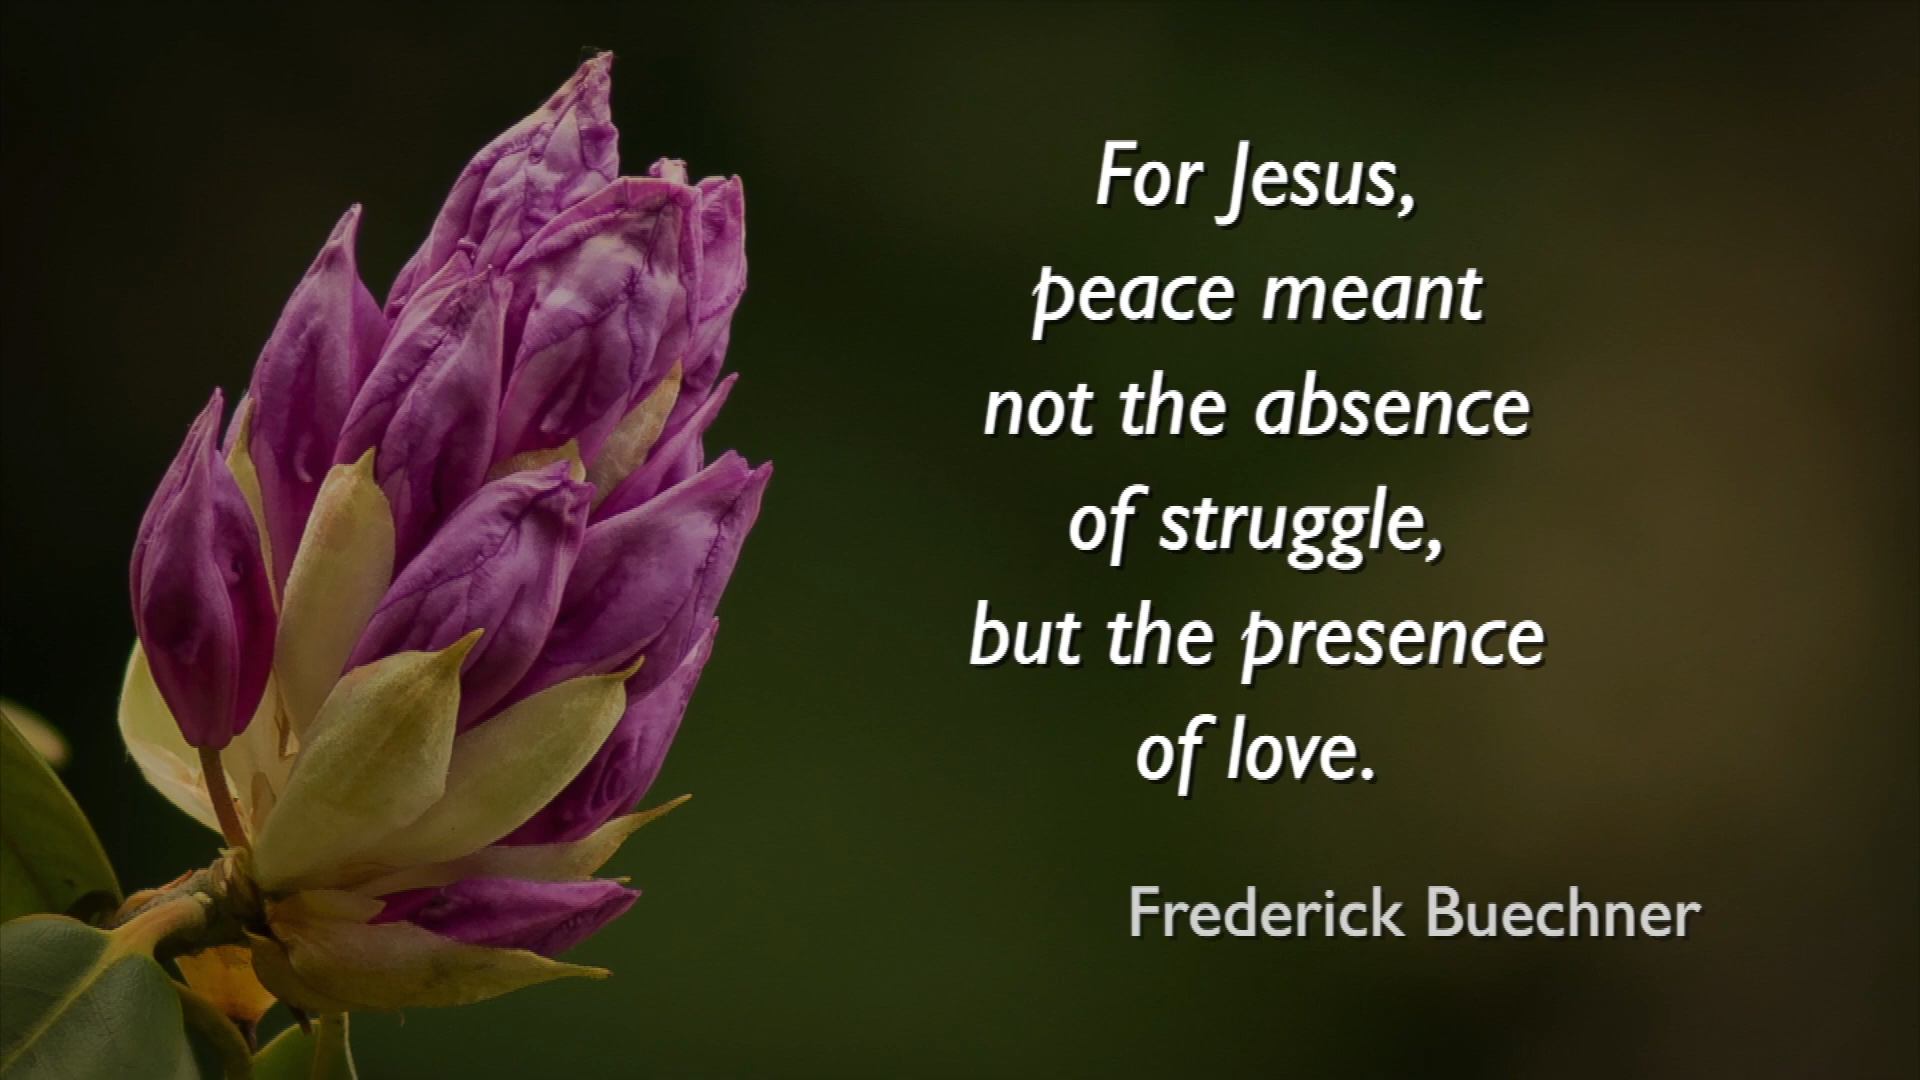 For Jesus,
peace meant
not the absence
of struggle,
but the presence
of love.
Frederick Buechner